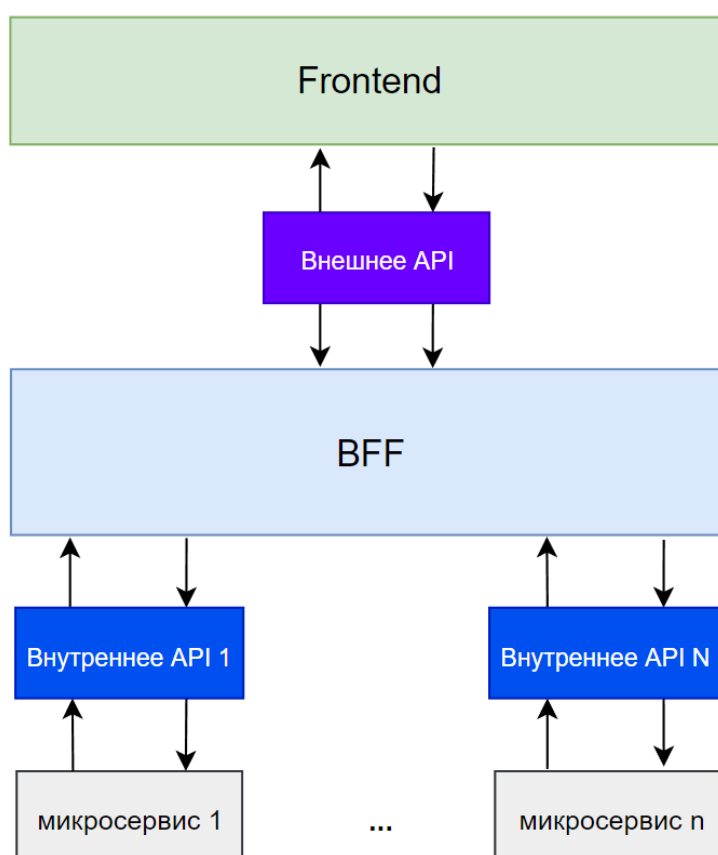 Frontend
Внешнее API
BFF
Внутреннее API 1
Внутреннее API N
микросервис 1
...
микросервис n